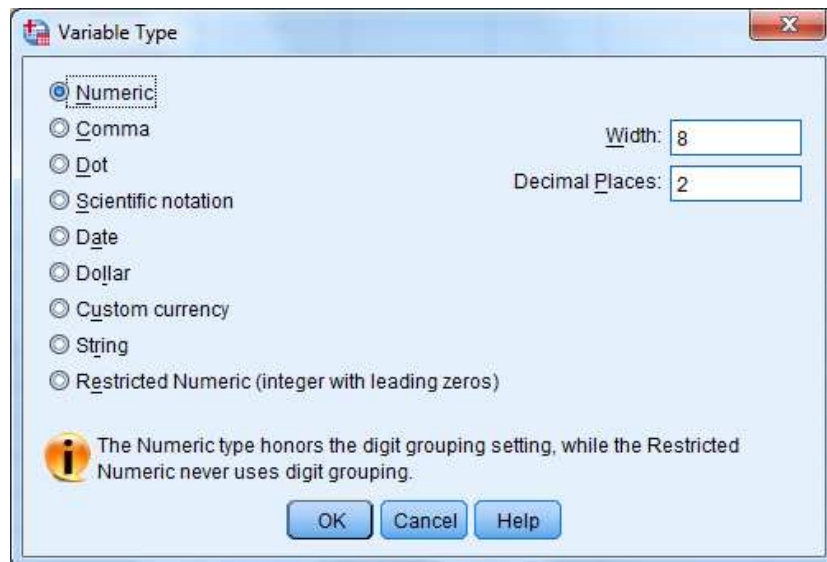 Variable Type
Numeric
Comma
Width: 8
Dot
Decimal Places: 2
Scientific notation
Date
Dollar
Custom currency
String
Restricted Numeric (integer with leading zeros)
The Numeric type honors the digit grouping setting, while the Restricted
Numeric never uses digit grouping.
OK Cancel Help